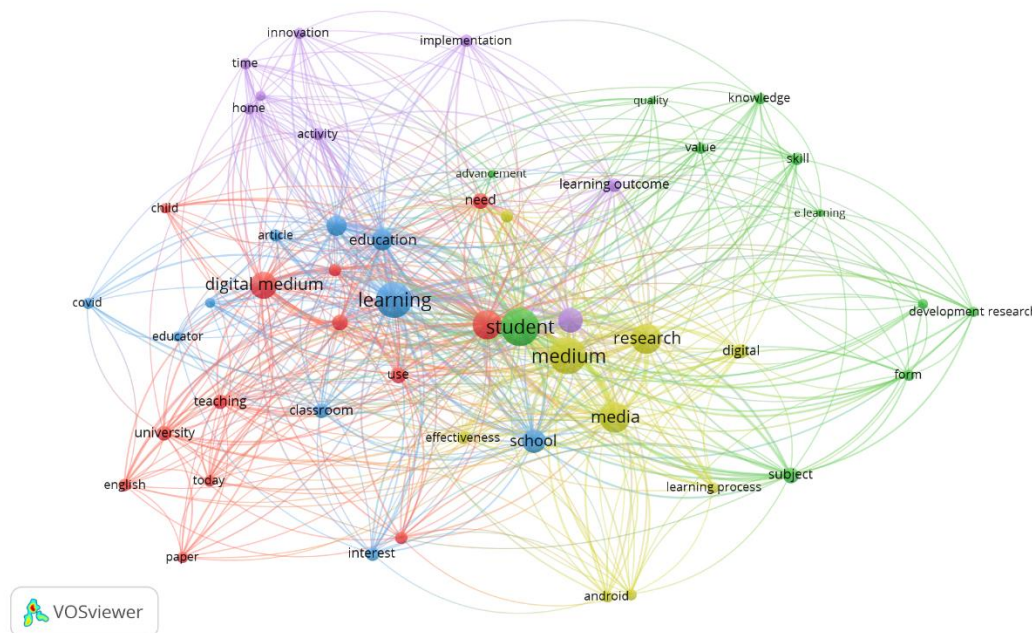 innovation
implementation
time
home
activity
quality
knowledge
value
skill
advancement
learning outcome
need
child
e learning
article
education
digital medium
learning
covid
development research
educator
student
research
medium
digital
use
form
teaching
classroom
media
university
effectiveness
school
subject
english
today
learning process
interest
paper
android
VOSviewer